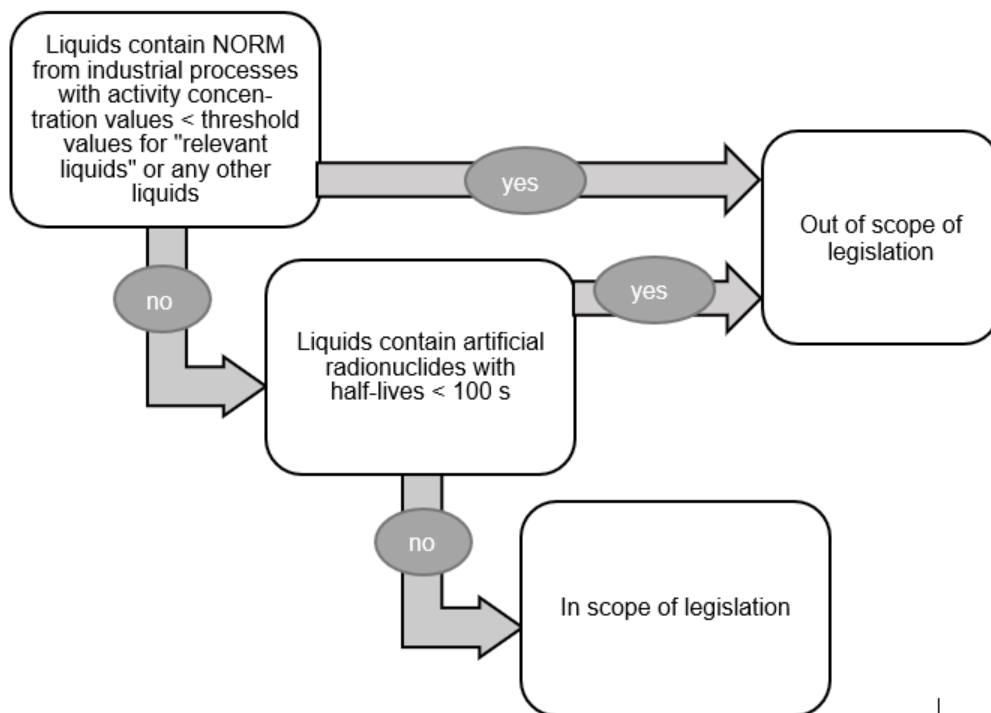 Liquids contain NORM
from industrial processes
with activity concen-
tration values < threshold
values for "relevant
liquids" or any other
liquids
yes
Out of scope of
legislation
no
yes
Liquids contain artificial
radionuclides with
half-lives < 100 s
no
In scope of legislation